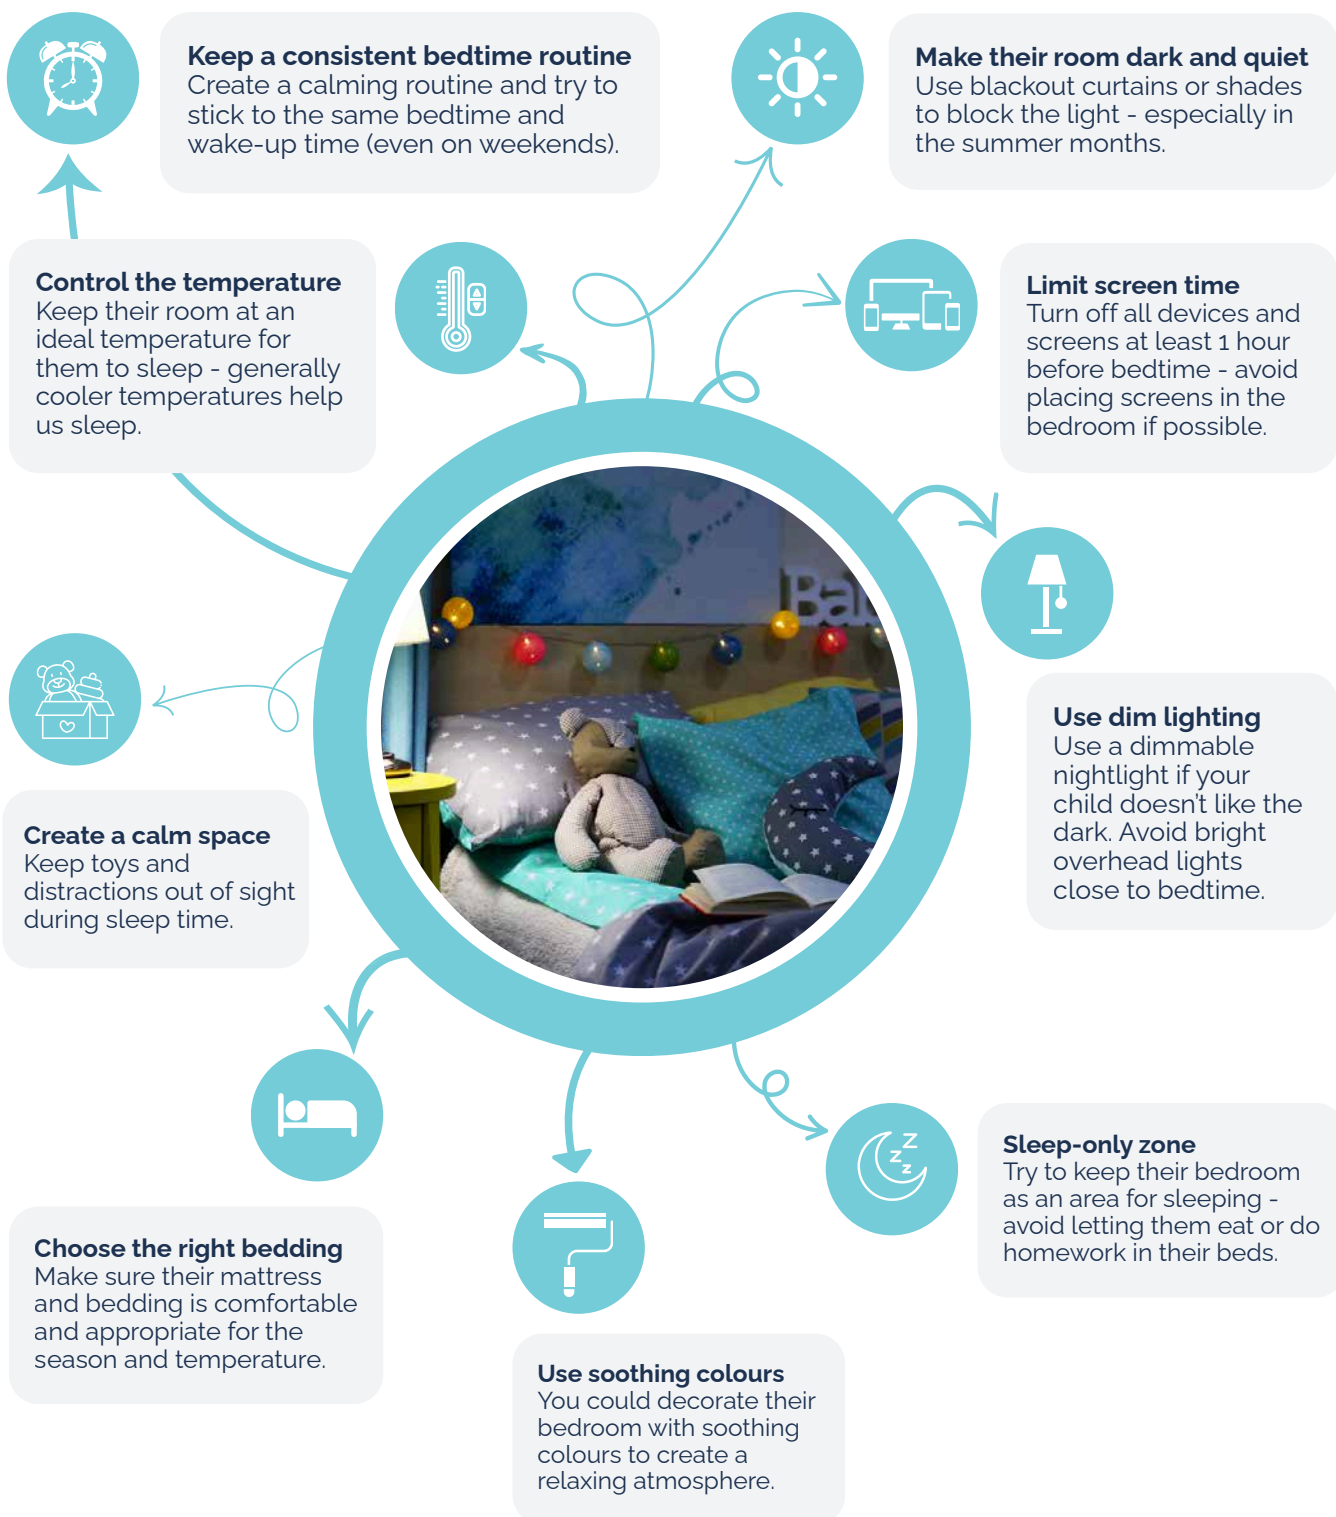 Keep a consistent bedtime routine
Create a calming routine and try to
stick to the same bedtime and
wake-up time (even on weekends).
Make their room dark and quiet
Use blackout curtains or shades
to block the light - especially in
the summer months.
Control the temperature
Keep their room at an
ideal temperature for
them to sleep - generally
cooler temperatures help
us sleep.
Limit screen time
Turn off all devices and
screens at least 1 hour
before bedtime - avoid
placing screens in the
bedroom if possible.
Use dim lighting
Use a dimmable
nightlight if your
child doesn't like the
dark. Avoid bright
overhead lights
close to bedtime.
Create a calm space
Keep toys and
distractions out of sight
during sleep time.
Sleep-only zone
Try to keep their bedroom
as an area for sleeping -
avoid letting them eat or do
homework in their beds.
Z
Z
Z
Choose the right bedding
Make sure their mattress
and bedding is comfortable
and appropriate for the
season and temperature.
Use soothing colours
You could decorate their
bedroom with soothing
colours to create a
relaxing atmosphere.